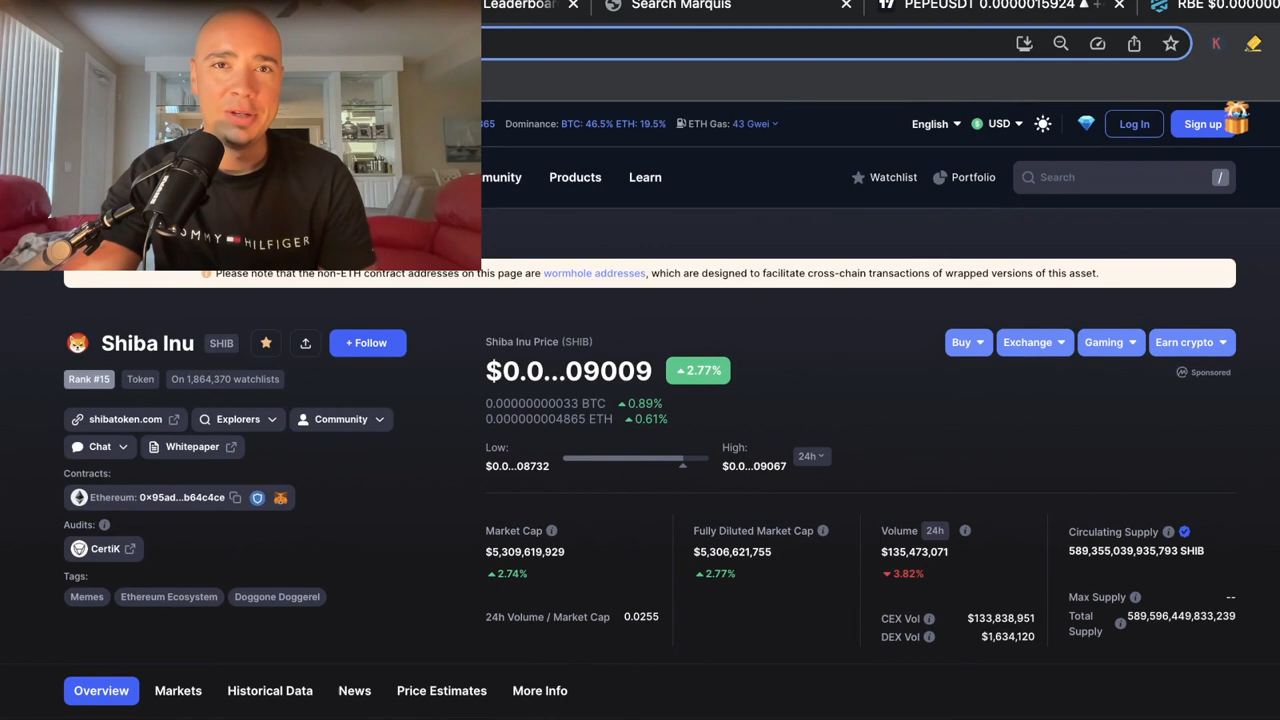 Leaderboar
Search Marquis
PEPEUSDT 0.0000015924
RBE $0.00000
K
365 Dominance: BTC: 46.5% ETH: 19.5% ETH Gas: 43 Gwei
English
USD
Log In
Sign up
munity
Products
Learn
Watchlist
Portfolio
Search
/
OMMY HILFIGER
Please note that the non-ETH contract addresses on this page are wormhole addresses, which are designed to facilitate cross-chain transactions of wrapped versions of this asset.
Shiba Inu SHIB
+ Follow
Rank #15 Token On 1,864,370 watchlists
shibatoken.com Explorers Community
Chat Whitepaper
Contracts:
Ethereum: 0x95ad...b64c4ce
Audits:
CertiK
Tags:
Memes Ethereum Ecosystem Doggone Doggerel
Shiba Inu Price (SHIB)
$0.0...09009 2.77%
0.00000000033 BTC 0.89%
0.000000004865 ETH 0.61%
Low:
$0.0...08732
High:
$0.0...09067
24h
Buy Exchange Gaming Earn crypto
Sponsored
Market Cap
$5,309,619,929
2.74%
24h Volume / Market Cap 0.0255
Fully Diluted Market Cap
$5,306,621,755
2.77%
Volume 24h
$135,473,071
3.82%
CEX Vol $133,838,951
DEX Vol $1,634,120
Circulating Supply
589,355,039,935,793 SHIB
Max Supply --
Total Supply 589,596,449,833,239
Overview Markets Historical Data News Price Estimates More Info